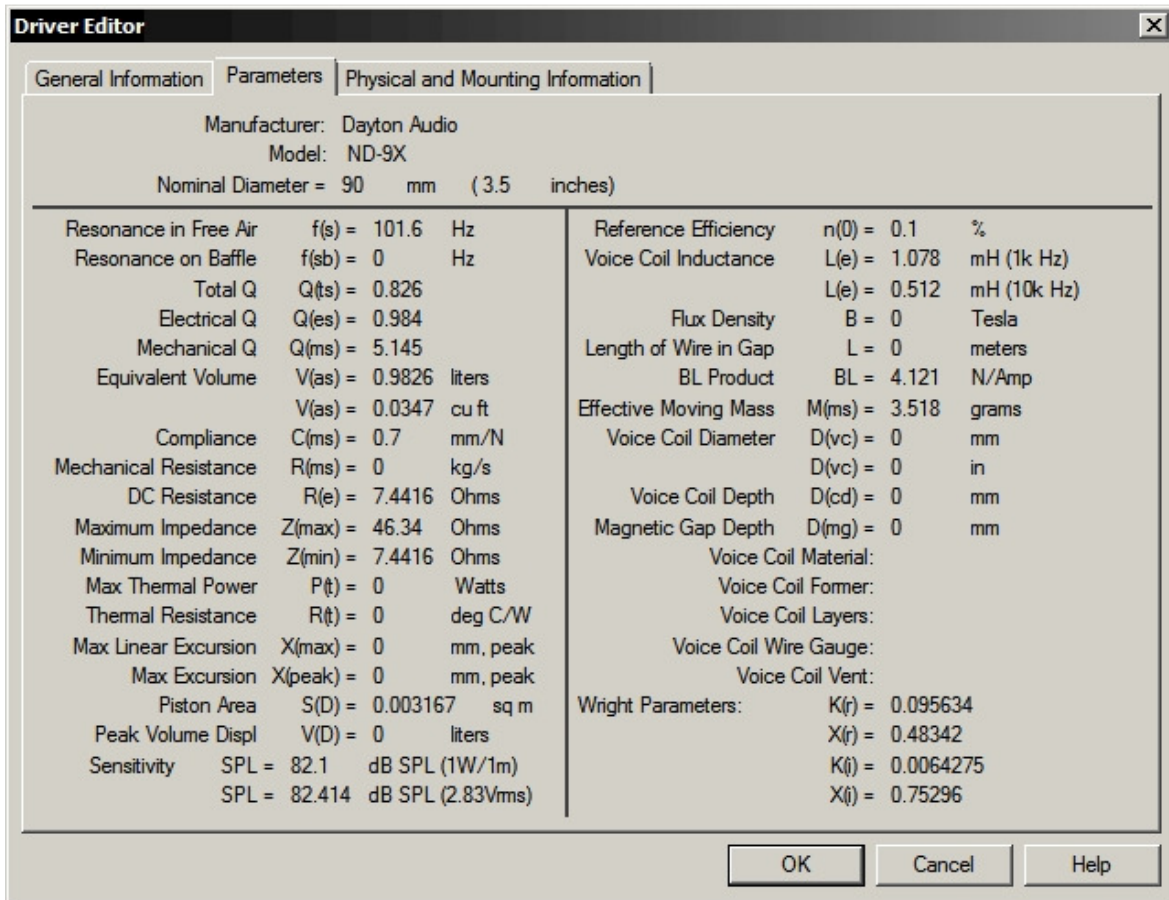 Driver Editor
General Information Parameters Physical and Mounting Information
Manufacturer: Dayton Audio
Model: ND-9X
Nominal Diameter = 90 mm ( 3.5 inches)
Resonance in Free Air f(s) = 101.6 Hz
Resonance on Baffle f(sb) = 0 Hz
Total Q Q(ts) = 0.826
Electrical Q Q(es) = 0.984
Mechanical Q Q(ms) = 5.145
Equivalent Volume V(as) = 0.9826 liters
V(as) = 0.0347 cu ft
Compliance C(ms) = 0.7 mm/N
Mechanical Resistance R(ms) = 0 kg/s
DC Resistance R(e) = 7.4416 Ohms
Maximum Impedance Z(max) = 46.34 Ohms
Minimum Impedance Z(min) = 7.4416 Ohms
Max Thermal Power P(t) = 0 Watts
Thermal Resistance R(t) = 0 deg C/W
Max Linear Excursion X(max) = 0 mm, peak
Max Excursion X(peak) = 0 mm, peak
Piston Area S(D) = 0.003167 sq m
Peak Volume Displ V(D) = 0 liters
Sensitivity SPL = 82.1 dB SPL (1W/1m)
SPL = 82.414 dB SPL (2.83Vrms)
Reference Efficiency n(0) = 0.1 %
Voice Coil Inductance L(e) = 1.078 mH (1k Hz)
L(e) = 0.512 mH (10k Hz)
Flux Density B = 0 Tesla
Length of Wire in Gap L = 0 meters
BL Product BL = 4.121 N/Amp
Effective Moving Mass M(ms) = 3.518 grams
Voice Coil Diameter D(vc) = 0 mm
D(vc) = 0 in
Voice Coil Depth D(cd) = 0 mm
Magnetic Gap Depth D(mg) = 0 mm
Voice Coil Material:
Voice Coil Former:
Voice Coil Layers:
Voice Coil Wire Gauge:
Voice Coil Vent:
Wright Parameters: K(r) = 0.095634
X(r) = 0.48342
K(i) = 0.0064275
X(i) = 0.75296
OK Cancel Help